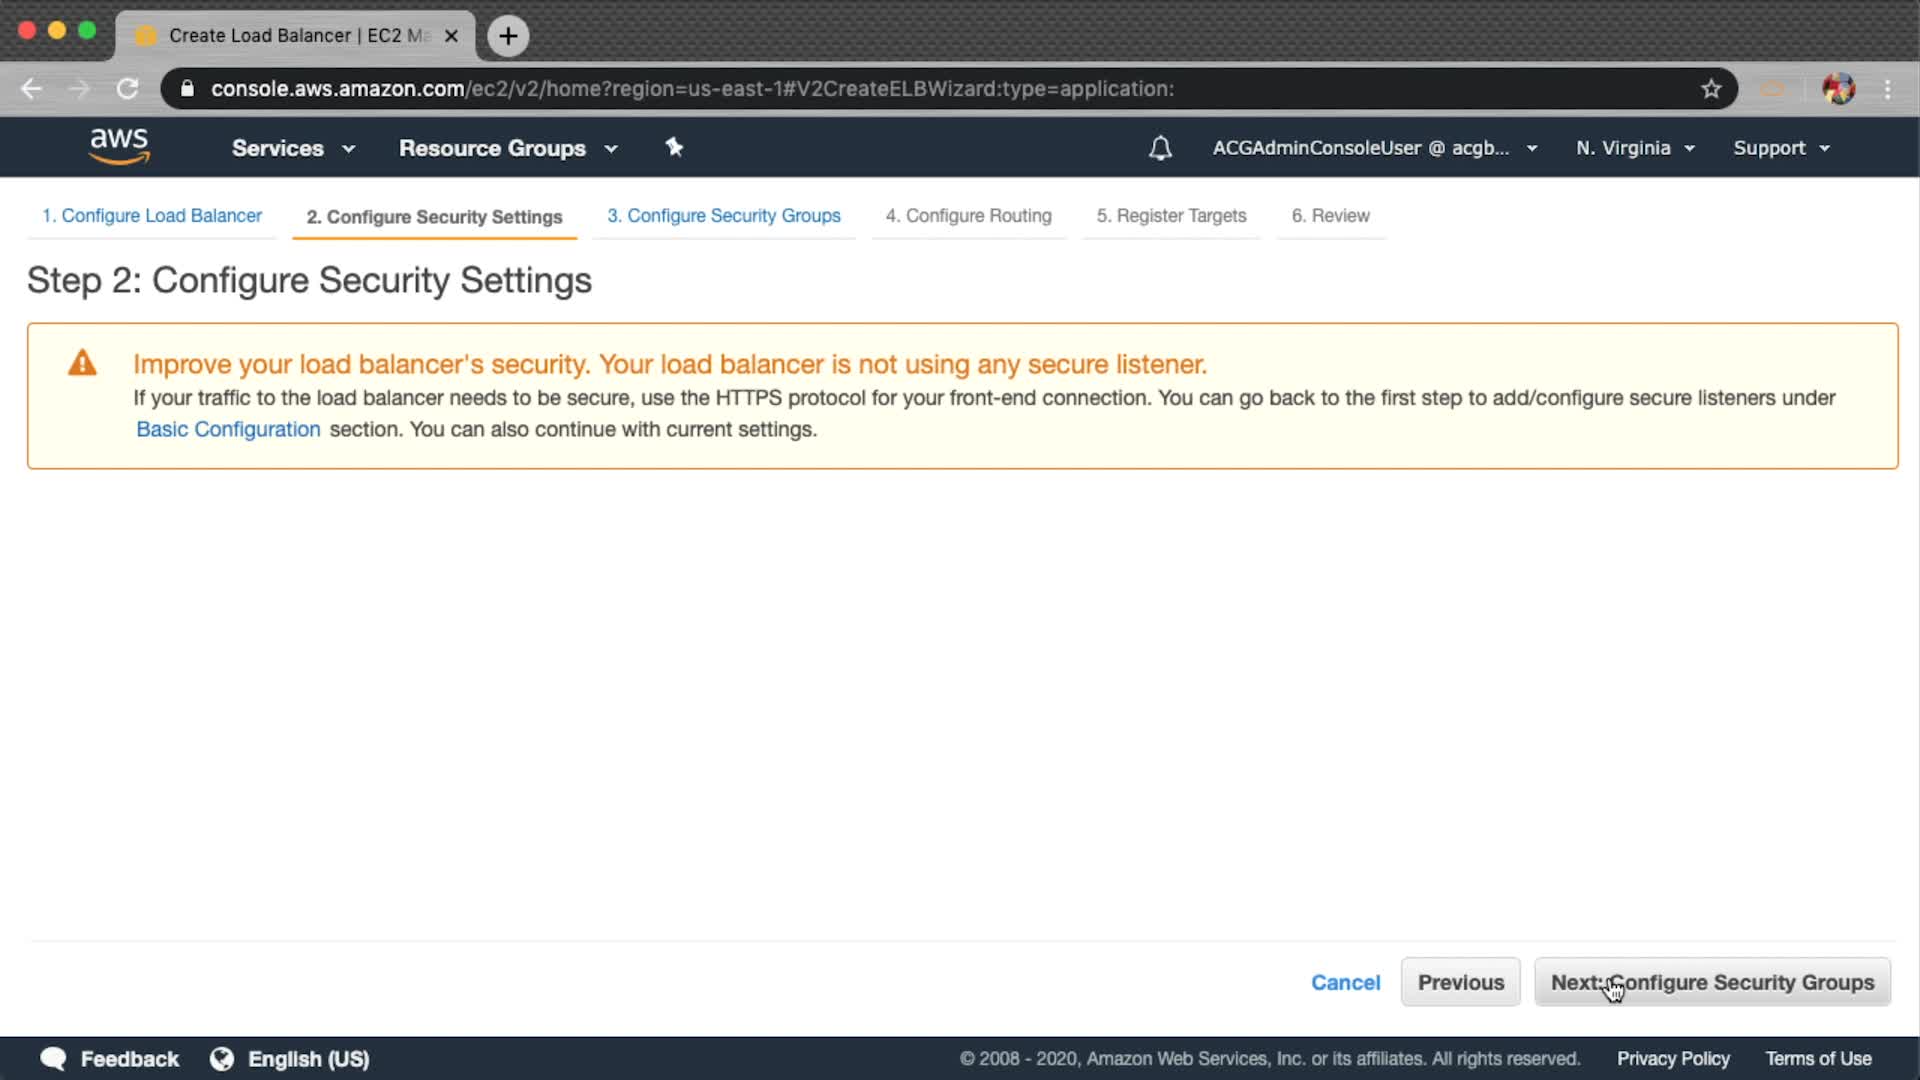 Create Load Balancer | EC2 Ma
console.aws.amazon.com/ec2/v2/home?region=us-east-1#V2CreateELBWizard:type=application:
aws Services Resource Groups ACGAdminConsoleUser @ acgb... N. Virginia Support
1. Configure Load Balancer 2. Configure Security Settings 3. Configure Security Groups 4. Configure Routing 5. Register Targets 6. Review
Step 2: Configure Security Settings
Improve your load balancer's security. Your load balancer is not using any secure listener.
If your traffic to the load balancer needs to be secure, use the HTTPS protocol for your front-end connection. You can go back to the first step to add/configure secure listeners under
Basic Configuration section. You can also continue with current settings.
Cancel Previous Next: Configure Security Groups
Feedback English (US) © 2008 - 2020, Amazon Web Services, Inc. or its affiliates. All rights reserved. Privacy Policy Terms of Use